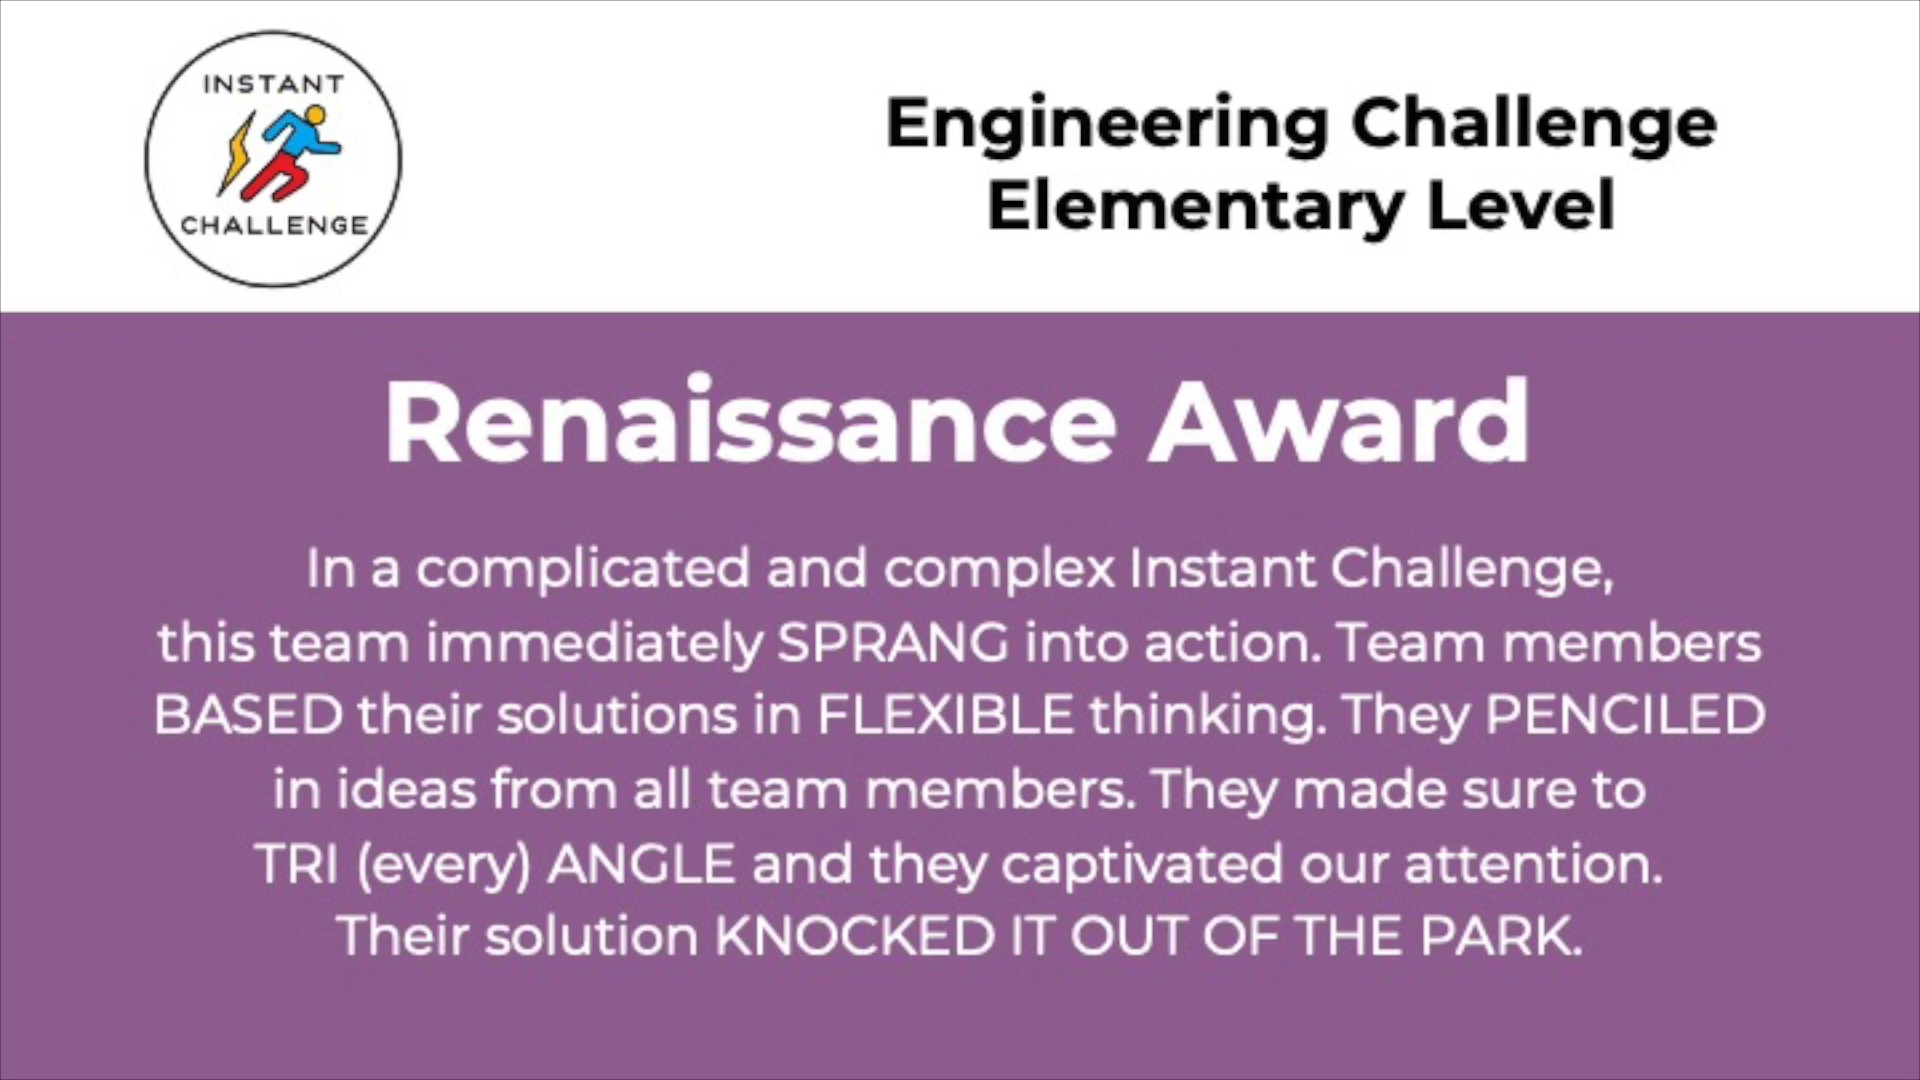 INSTANT
CHALLENGE
Engineering Challenge
Elementary Level
Renaissance Award
In a complicated and complex Instant Challenge,
this team immediately SPRANG into action. Team members
BASED their solutions in FLEXIBLE thinking. They PENCILED
in ideas from all team members. They made sure to
TRI (every) ANGLE and they captivated our attention.
Their solution KNOCKED IT OUT OF THE PARK.